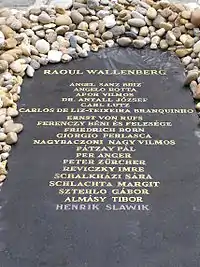 RAOUL WALLENBERG
ANGEL SANZ BRIZ
ANGELO ROTTA
APOR VILMOS
DR. ANTALL JÓZSEF
CARL LUTZ
CARLOS DE LIZ-TEIXEIRA BRANQUINHO
ERNST VON RUFS
FERENCZY BÉNI ÉS FELESÉGE
FRIEDRICH BORN
GIORGIO PERLASCA
NAGYBACZONI NAGY VILMOS
PÁTZAY PÁL
PER ANGER
PETER ZÜRCHER
REVICZKY IMRE
SCHALKHÁZI SÁRA
SCHLACHTA MARGIT
SZTEHLO GÁBOR
ALMÁSY TIBOR
HENRIK SLAWIK